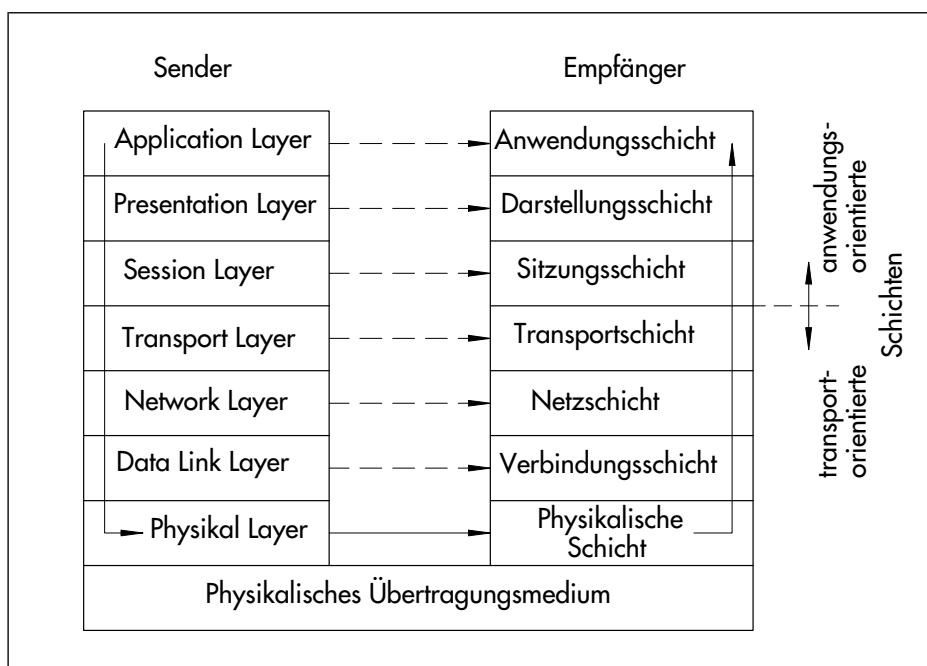 Sender
Empfänger
Application Layer
Anwendungsschicht
Presentation Layer
Darstellungsschicht
Session Layer
Sitzungsschicht
Transport Layer
Transportschicht
Network Layer
Netzschicht
Data Link Layer
Verbindungsschicht
Physikal Layer
Physikalische
Schicht
Physikalisches Übertragungsmedium
anwendungs-
orientierte
transport-
orientierte
Schichten